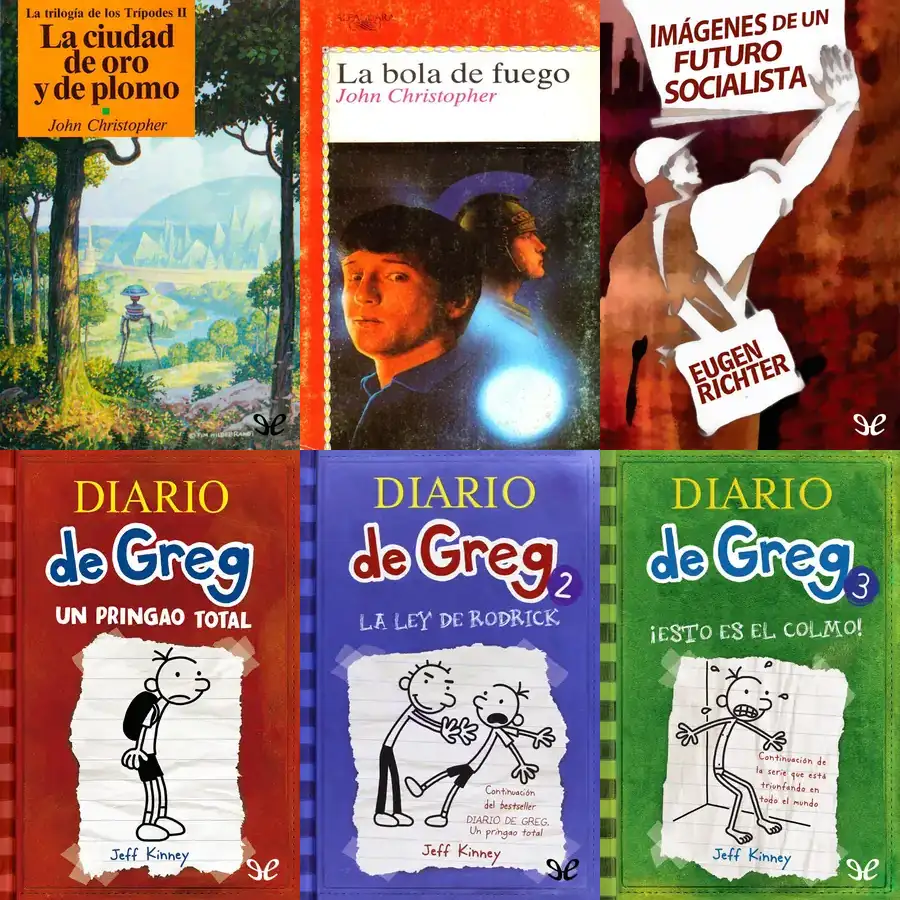 La trilogía de los Trípodes II
La ciudad
de oro
y de plomo
John Christopher
ALFAGUARA
La bola de fuego
John Christopher
IMÁGENES DE UN
FUTURO
SOCIALISTA
EUGEN
RICHTER
DIARIO
de Greg
UN PRINGAO TOTAL
Jeff Kinney
DIARIO
de Greg 2
LA LEY DE RODRICK
Continuación
del bestseller
DIARIO DE GREG.
Un pringao total
Jeff Kinney
DIARIO
de Greg 3
¡ESTO ES EL COLMO!
Continuación de
la serie que está
triunfando en
todo el mundo
Jeff Kinney